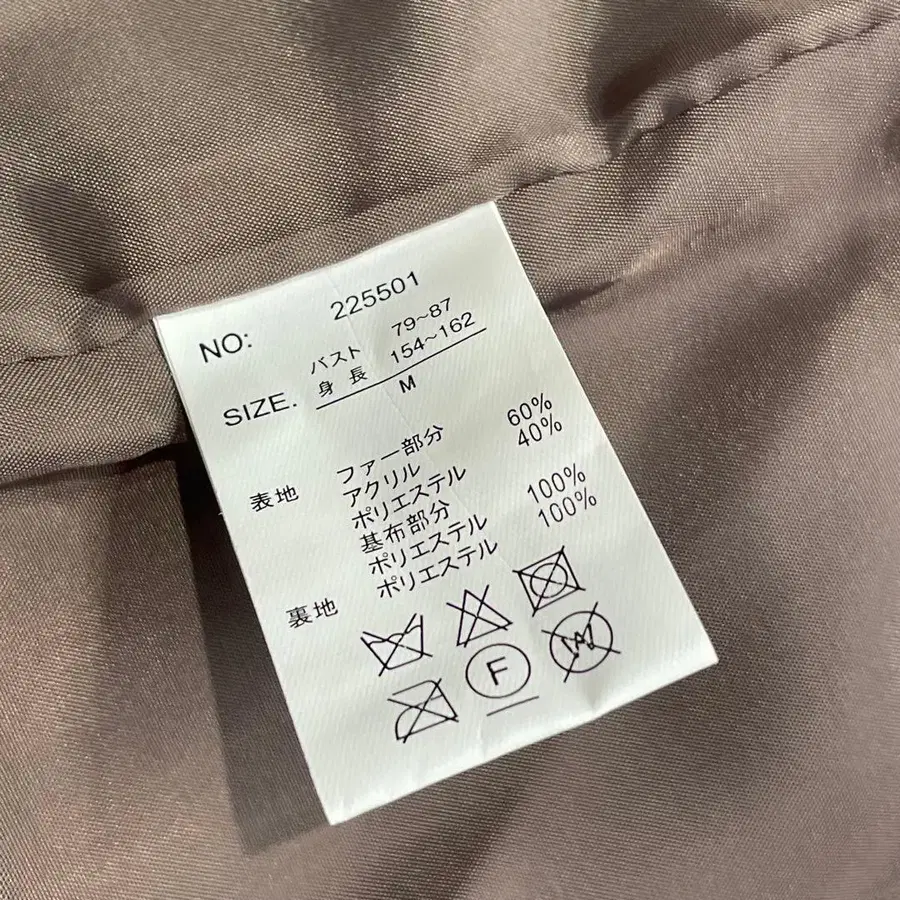 NO: 225501
SIZE. バスト 79~87
身長 154~162
M
表地 ファー部分
アクリル 60%
ポリエステル 40%
基布部分
ポリエステル 100%
裏地 ポリエステル 100%
F
W